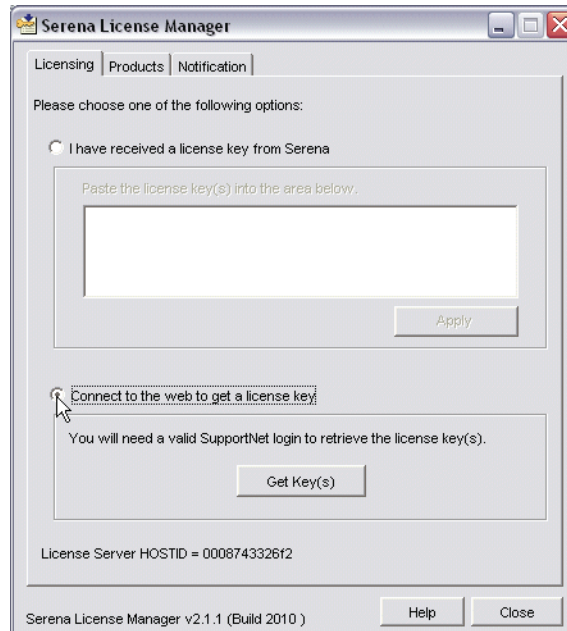 Serena License Manager
Licensing Products Notification
Please choose one of the following options:
I have received a license key from Serena
Paste the license key(s) into the area below.
Apply
Connect to the web to get a license key
You will need a valid SupportNet login to retrieve the license key(s).
Get Key(s)
License Server HOSTID = 0008743326f2
Serena License Manager v2.1.1 (Build 2010 )
Help Close